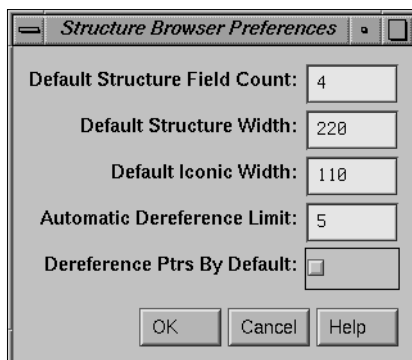 Structure Browser Preferences
Default Structure Field Count: 4
Default Structure Width: 220
Default Iconic Width: 110
Automatic Dereference Limit: 5
Dereference Ptrs By Default:
OK Cancel Help